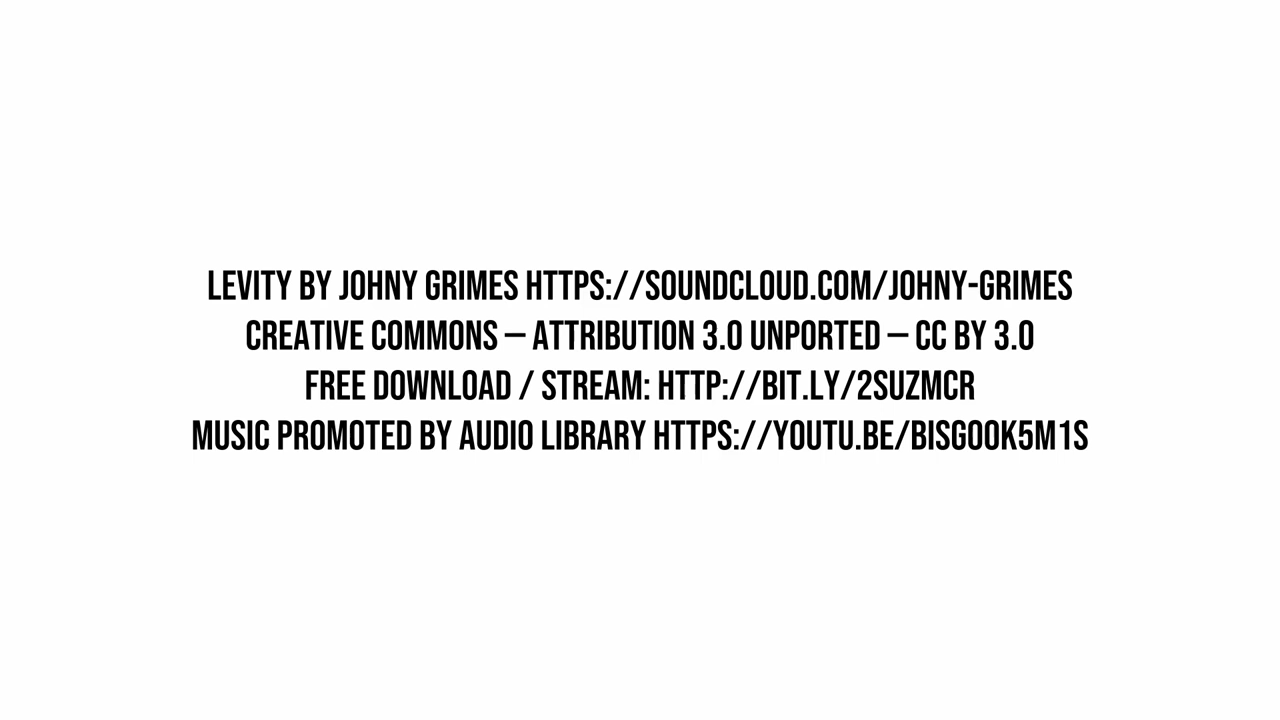 LEVITY BY JOHNY GRIMES HTTPS://SOUNDCLOUD.COM/JOHNY-GRIMES
CREATIVE COMMONS – ATTRIBUTION 3.0 UNPORTED – CC BY 3.0
FREE DOWNLOAD / STREAM: HTTP://BIT.LY/2SUZMCR
MUSIC PROMOTED BY AUDIO LIBRARY HTTPS://YOUTU.BE/BISGOOK5M1S